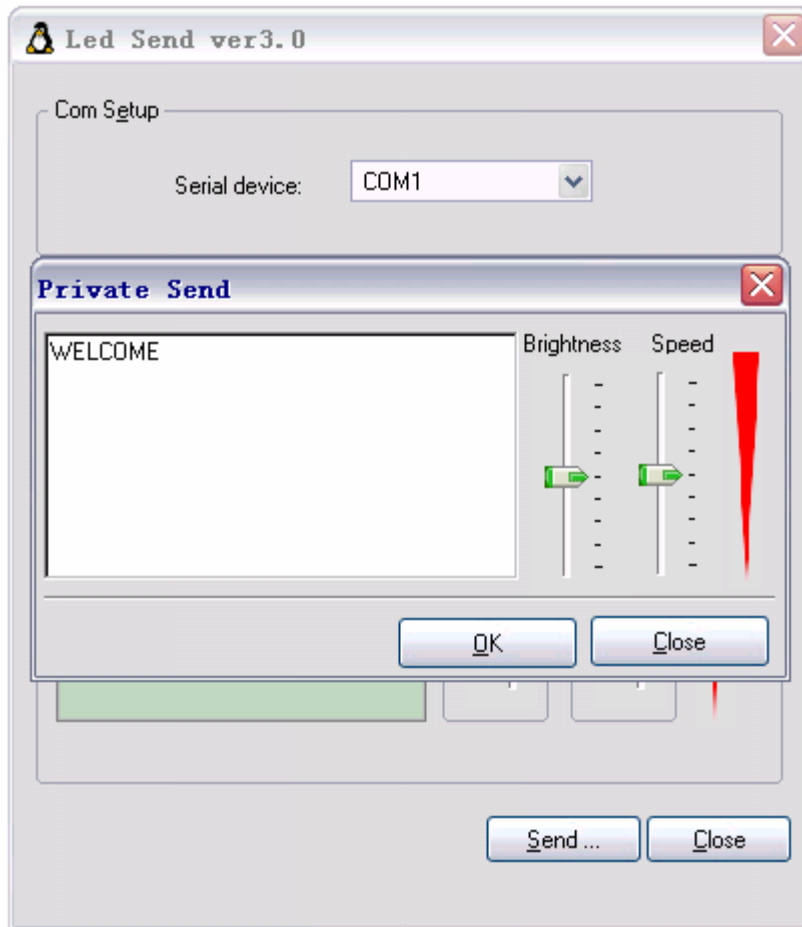 Led Send ver3.0
Com Setup
Serial device: COM1
Private Send
WELCOME
Brightness Speed
OK Close
Send ... Close